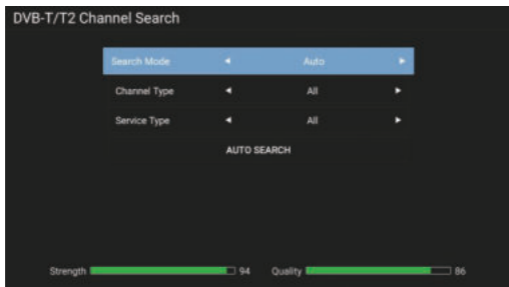 DVB-T/T2 Channel Search
Search Mode Auto
Channel Type All
Service Type All
AUTO SEARCH
Strength 94 Quality 86